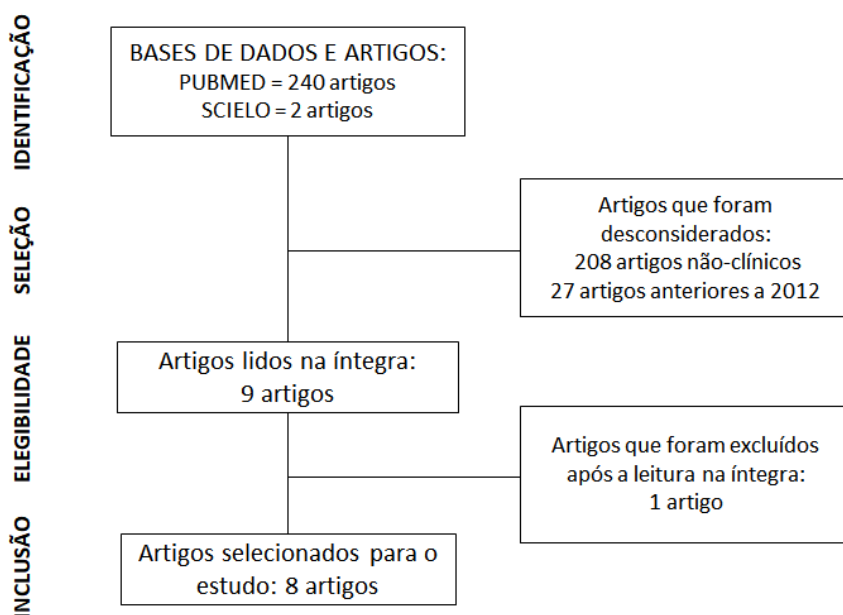 IDENTIFICAÇÃO
BASES DE DADOS E ARTIGOS:
PUBMED = 240 artigos
SCIELO = 2 artigos
SELEÇÃO
Artigos que foram
desconsiderados:
208 artigos não-clínicos
27 artigos anteriores a 2012
ELEGIBILIDADE
Artigos lidos na íntegra:
9 artigos
Artigos que foram excluídos
após a leitura na íntegra:
1 artigo
INCLUSÃO
Artigos selecionados para o
estudo: 8 artigos